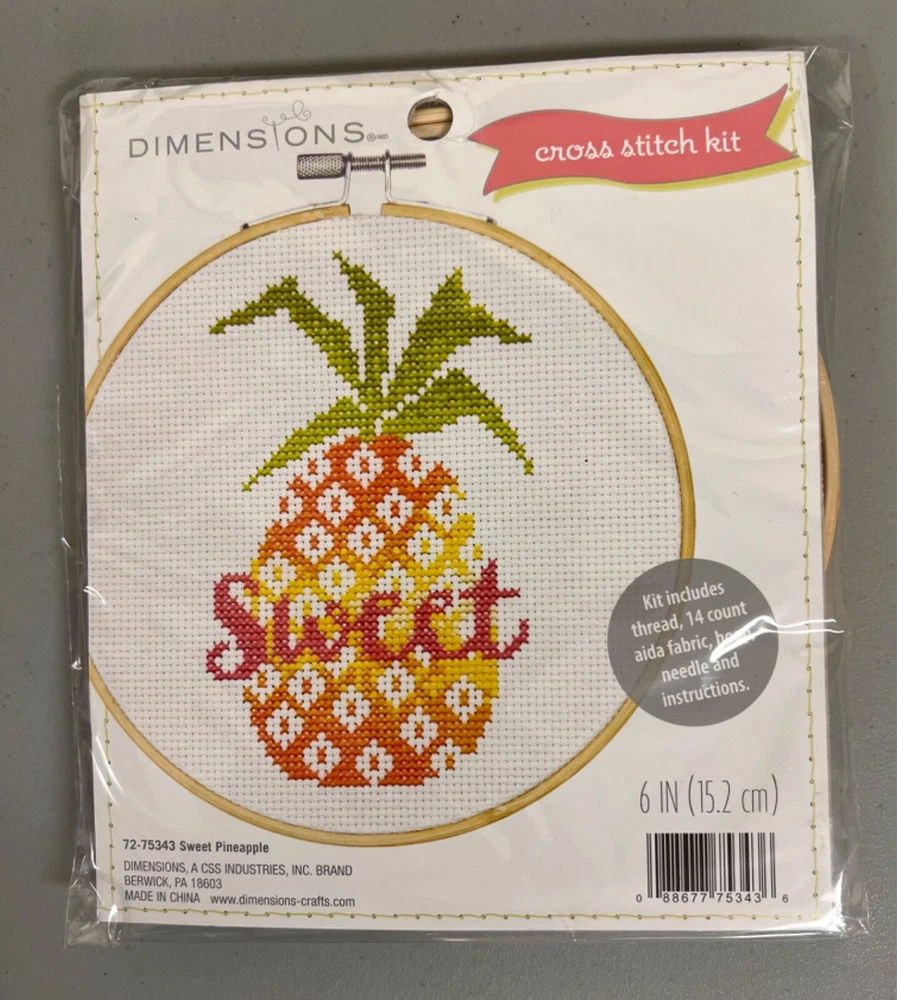 DIMENSIONS®
cross stitch kit
Sweet
Kit includes
thread, 14 count
aida fabric,
needle and
instructions.
6 IN (15.2 cm)
72-75343 Sweet Pineapple
DIMENSIONS, A CSS INDUSTRIES, INC. BRAND
BERWICK, PA 18603
MADE IN CHINA www.dimensions-crafts.com
0 88677 75343 6